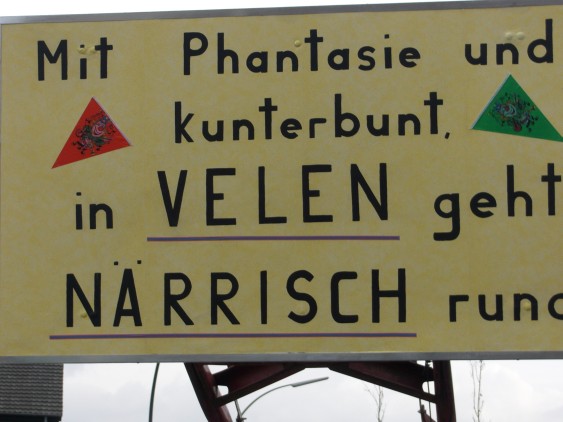 Mit Phantasie und
kunterbunt,
in VELEN geht
NÄRRISCH rund